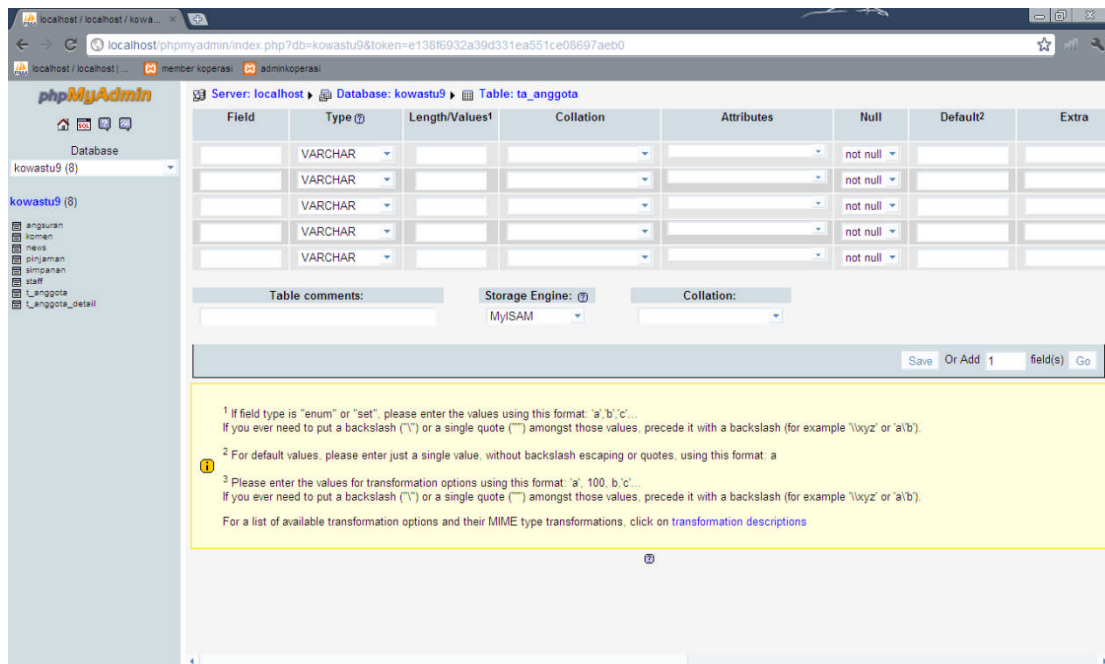 localhost / localhost / kowa...
localhost/phpmyadmin/index.php?db=kowastu9&token=e138f6932a39d331ea551ce08697aeb0
localhost / localhost | ... member koperasi adminkoperasi
phpMyAdmin
Server: localhost Database: kowastu9 Table: ta_anggota
Database
kowastu9 (8)
kowastu9 (8)
angsuran
komen
news
pinjaman
simpanan
staff
t_anggota
t_anggota_detail
Field Type Length/Values1 Collation Attributes Null Default2 Extra
VARCHAR not null
VARCHAR not null
VARCHAR not null
VARCHAR not null
VARCHAR not null
Table comments: Storage Engine: Collation:
MyISAM
Save Or Add 1 field(s) Go
1 If field type is "enum" or "set", please enter the values using this format: 'a','b','c'...
If you ever need to put a backslash ("\") or a single quote ("'") amongst those values, precede it with a backslash (for example '\\xyz' or 'a\'b').
2 For default values, please enter just a single value, without backslash escaping or quotes, using this format: a
3 Please enter the values for transformation options using this format: 'a', 100, b,'c'...
If you ever need to put a backslash ("\") or a single quote ("'") amongst those values, precede it with a backslash (for example '\\xyz' or 'a\'b').
For a list of available transformation options and their MIME type transformations, click on transformation descriptions